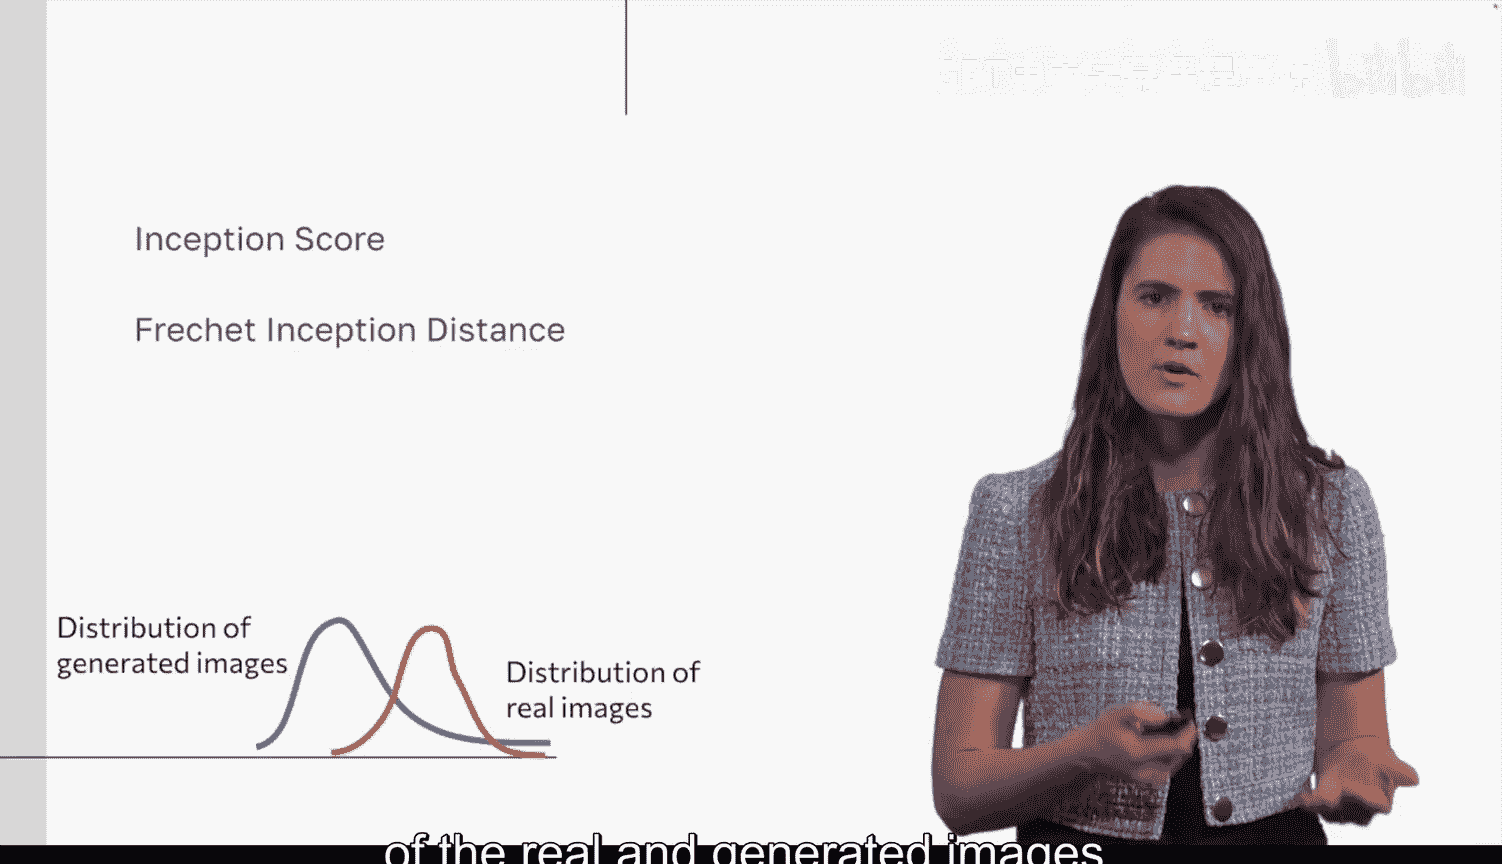 Inception Score
Frechet Inception Distance
Distribution of
generated images
Distribution of
real images
of the real and generated images